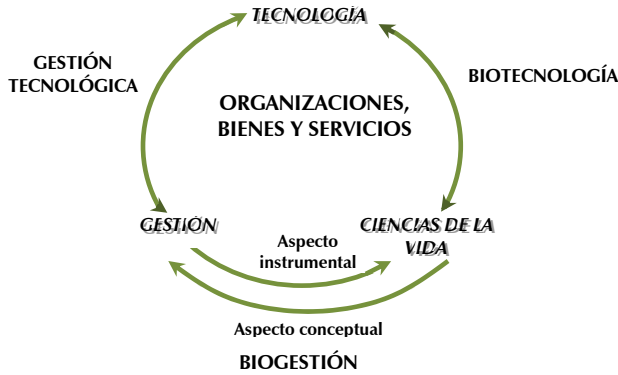 TECNOLOGÍA
GESTIÓN
TECNOLÓGICA
BIOTECNOLOGÍA
ORGANIZACIONES,
BIENES Y SERVICIOS
GESTIÓN
CIENCIAS DE LA
VIDA
Aspecto
instrumental
Aspecto conceptual
BIOGESTIÓN